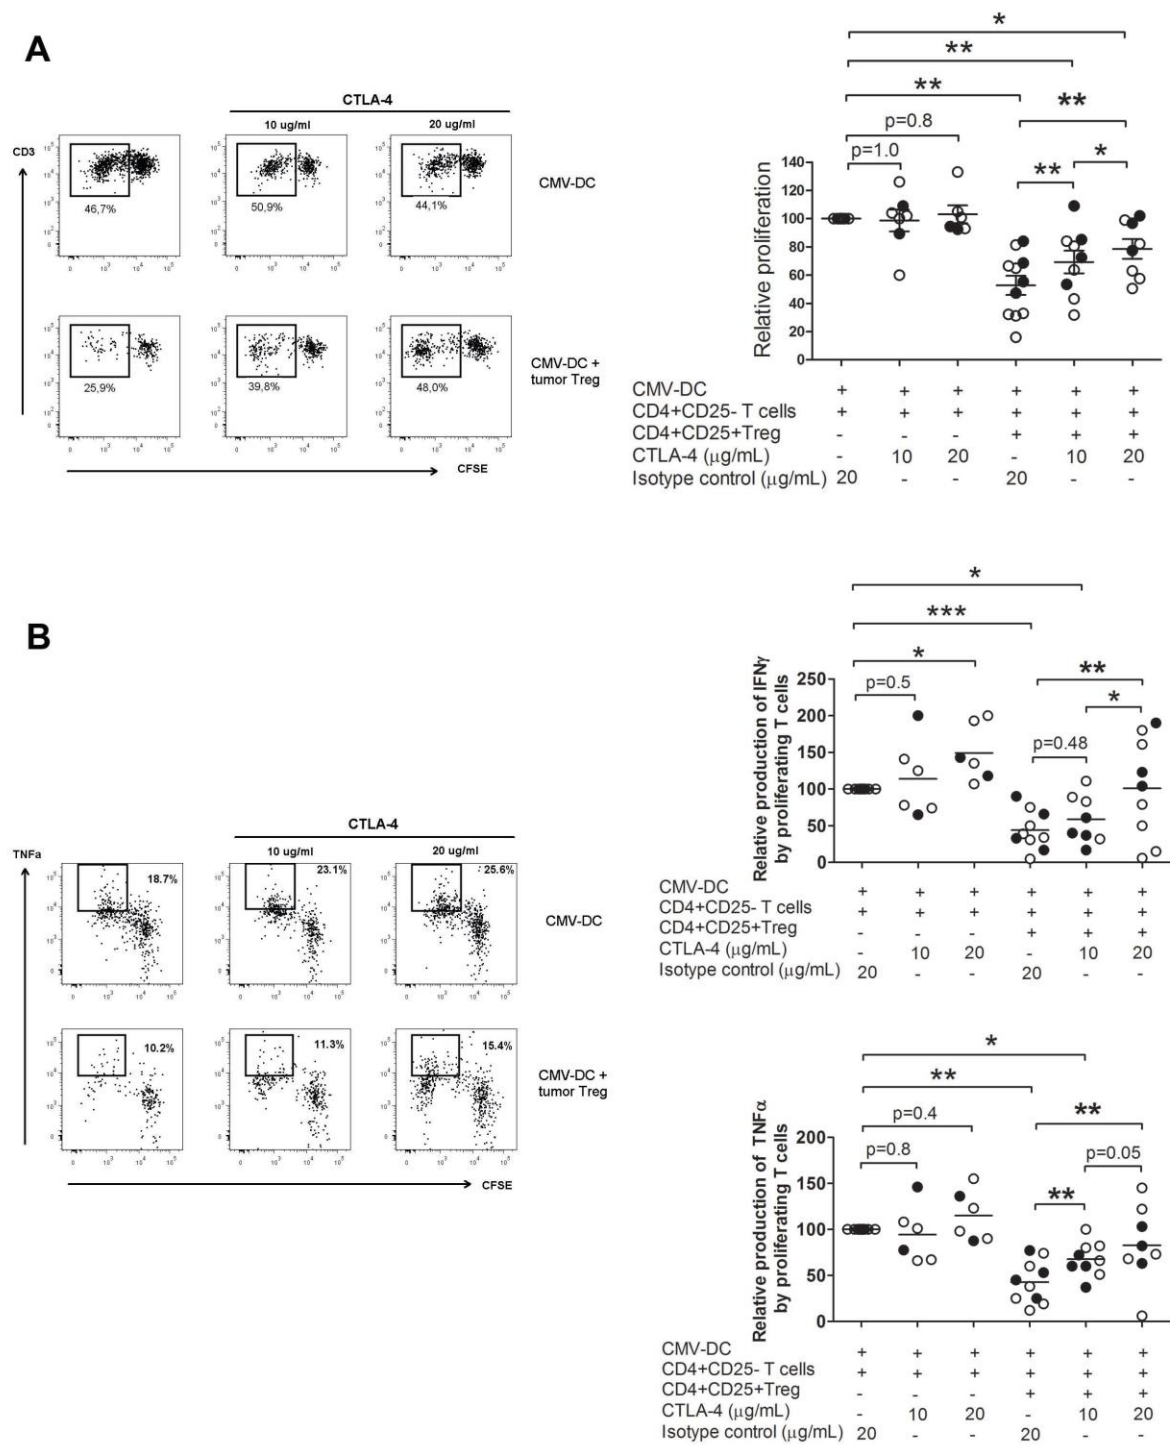 A
CTLA-4
10 ug/ml
20 ug/ml
CD3
CMV-DC
46,7%
50,9%
44,1%
CMV-DC +
tumor Treg
25,9%
39,8%
48,0%
CFSE
*
**
**
**
p=0.8
p=1.0
**
*
Relative proliferation
140
120
100
80
60
40
20
0
CMV-DC + + + + + +
CD4+CD25- T cells + + + + + +
CD4+CD25+Treg - - - + + +
CTLA-4 (µg/mL) - 10 20 - 10 20
Isotype control (µg/mL) 20 - - 20 - -
B
CTLA-4
10 ug/ml
20 ug/ml
TNFa
18.7%
23.1%
25.6%
CMV-DC
10.2%
11.3%
15.4%
CMV-DC +
tumor Treg
CFSE
*
***
*
**
p=0.5
*
p=0.48
Relative production of IFNγ
by proliferating T cells
250
200
150
100
50
0
CMV-DC + + + + + +
CD4+CD25- T cells + + + + + +
CD4+CD25+Treg - - - + + +
CTLA-4 (µg/mL) - 10 20 - 10 20
Isotype control (µg/mL) 20 - - 20 - -
*
**
p=0.4
**
p=0.8
p=0.05
**
Relative production of TNFα
by proliferating T cells
200
150
100
50
0
CMV-DC + + + + + +
CD4+CD25- T cells + + + + + +
CD4+CD25+Treg - - - + + +
CTLA-4 (µg/mL) - 10 20 - 10 20
Isotype control (µg/mL) 20 - - 20 - -